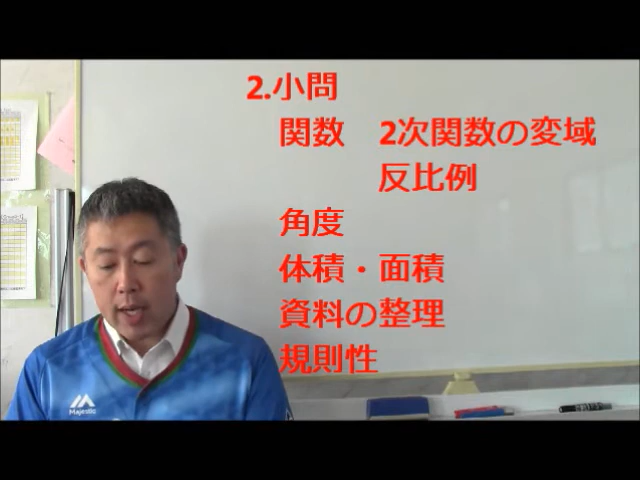 2.小問
関数 2次関数の変域
反比例
角度
体積・面積
資料の整理
規則性
Majestic